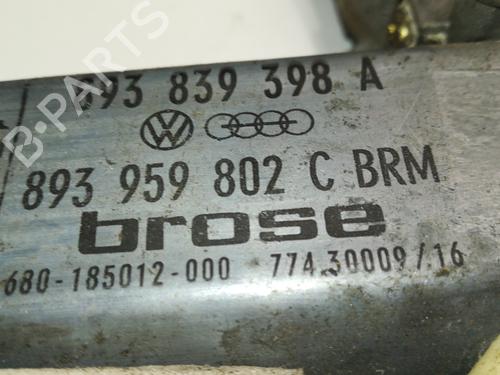 893 839 398 A
893 959 802 C BRM
brose
680-185012-000 774.30009/16
B-PARTS